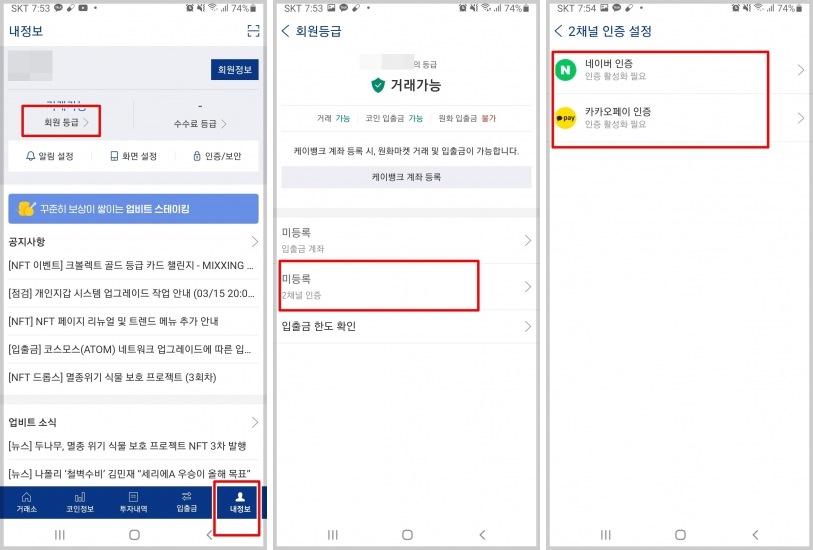 SKT 7:53 74%
내정보
회원정보
거래가능
-
회원 등급
수수료 등급
알림 설정
화면 설정
인증/보안
꾸준히 보상이 쌓이는 업비트 스테이킹
공지사항
[NFT 이벤트] 크볼렉트 골드 등급 카드 챌린지 - MIXXING ...
[점검] 개인지갑 시스템 업그레이드 작업 안내 (03/15 20:0...
[NFT] NFT 페이지 리뉴얼 및 트렌드 메뉴 추가 안내
[입출금] 코스모스(ATOM) 네트워크 업그레이드에 따른 입...
[NFT 드롭스] 멸종위기 식물 보호 프로젝트 (3회차)
업비트 소식
[뉴스] 두나무, 멸종 위기 식물 보호 프로젝트 NFT 3차 발행
[뉴스] 나폴리 ‘철벽수비’ 김민재 “세리에A 우승이 올해 목표”
거래소 코인정보 투자내역 입출금 내정보
SKT 7:53 74%
회원등급
의 등급
거래가능
거래 가능 코인 입출금 가능 원화 입출금 불가
케이뱅크 계좌 등록 시, 원화마켓 거래 및 입출금이 가능합니다.
케이뱅크 계좌 등록
미등록
입출금 계좌
미등록
2채널 인증
입출금 한도 확인
SKT 7:54 74%
2채널 인증 설정
N
네이버 인증
인증 활성화 필요
pay
카카오페이 인증
인증 활성화 필요